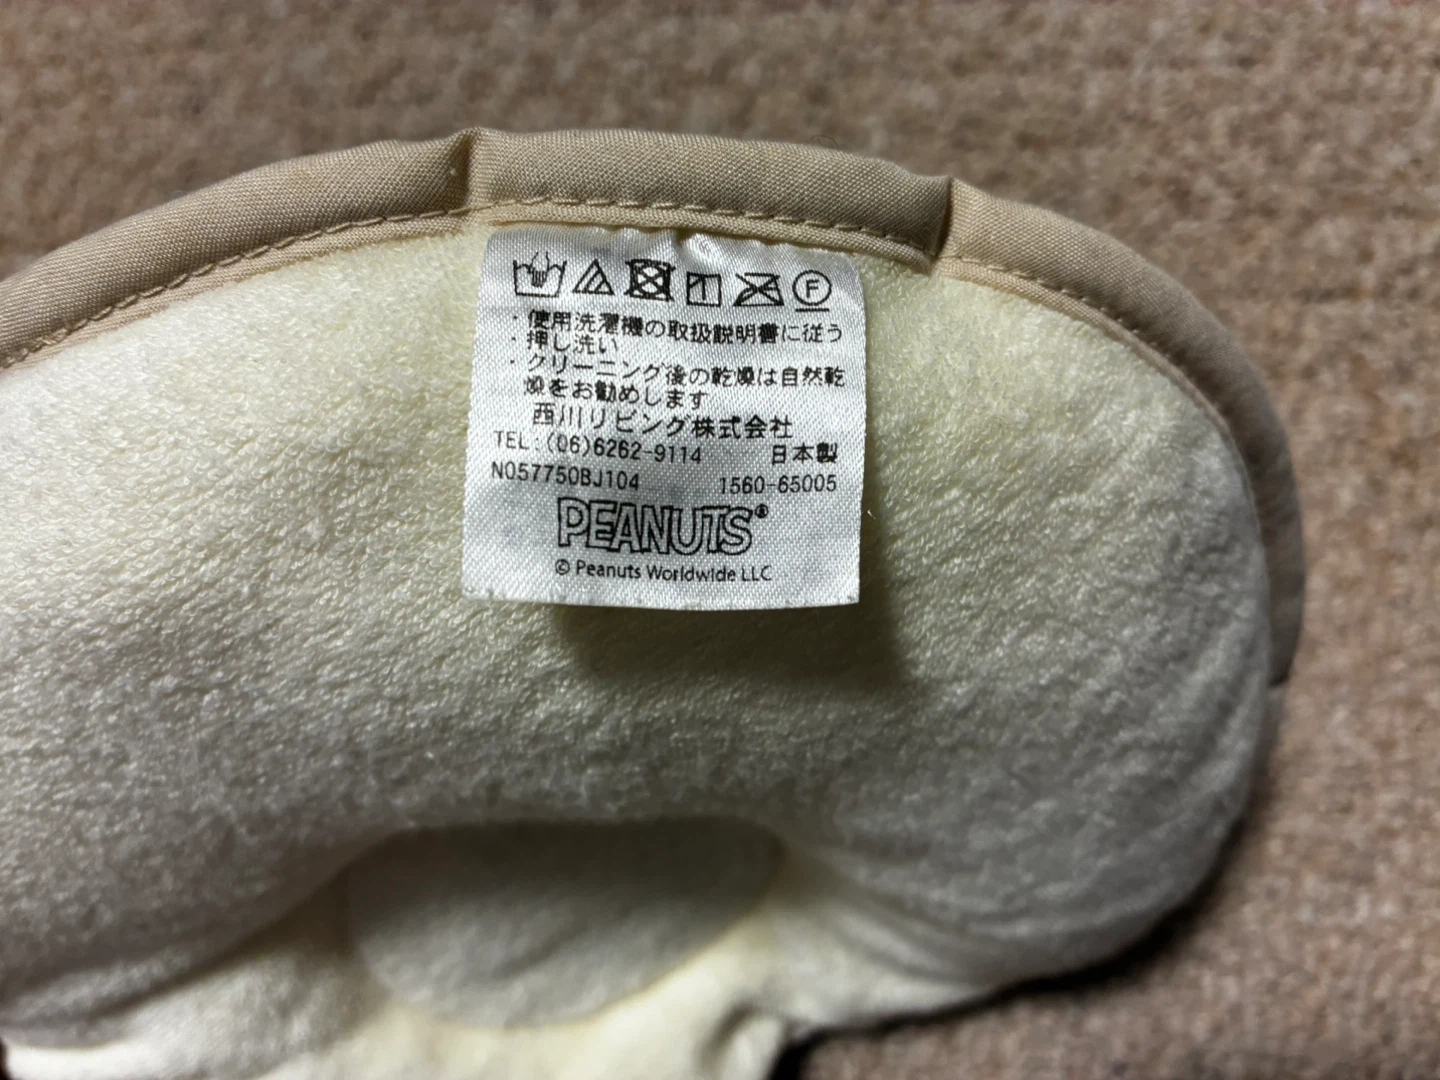 F
・使用洗濯機の取扱説明書に従う
・押し洗い
・クリーニング後の乾燥は自然乾
燥をお勧めします
西川リビング株式会社
TEL:(06)6262-9114 日本製
N057750BJ104 1560-65005
PEANUTS®
© Peanuts Worldwide LLC